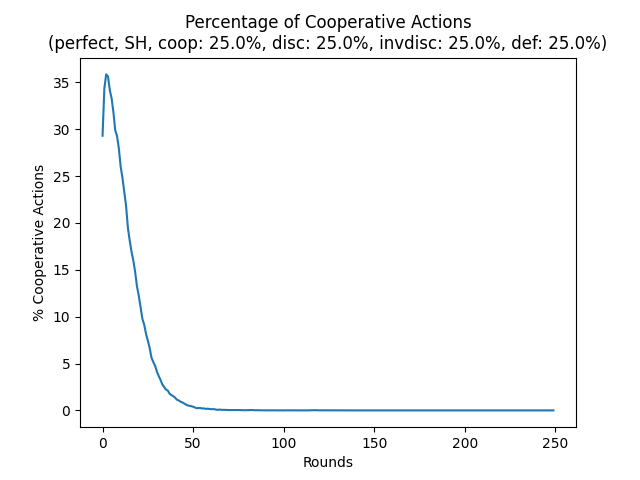 Percentage of Cooperative Actions
(perfect, SH, coop: 25.0%, disc: 25.0%, invdisc: 25.0%, def: 25.0%)
35
30
25
20
15
10
5
0
% Cooperative Actions
0 50 100 150 200 250
Rounds